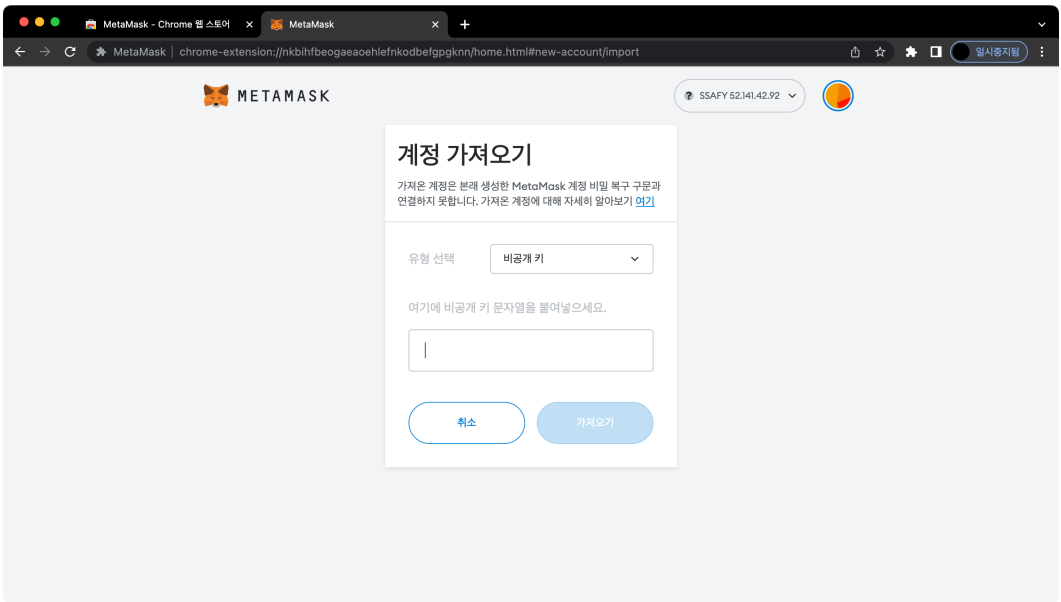 MetaMask - Chrome 웹 스토어
MetaMask
MetaMask | chrome-extension://nkbihfbeogaeaoehlefnkodbefgpgknn/home.html#new-account/import
일시중지됨
METAMASK
SSAFY 52.141.42.92
계정 가져오기
가져온 계정은 본래 생성한 MetaMask 계정 비밀 복구 구문과
연결하지 못합니다. 가져온 계정에 대해 자세히 알아보기 여기
유형 선택
비공개 키
여기에 비공개 키 문자열을 붙여넣으세요.
취소
가져오기